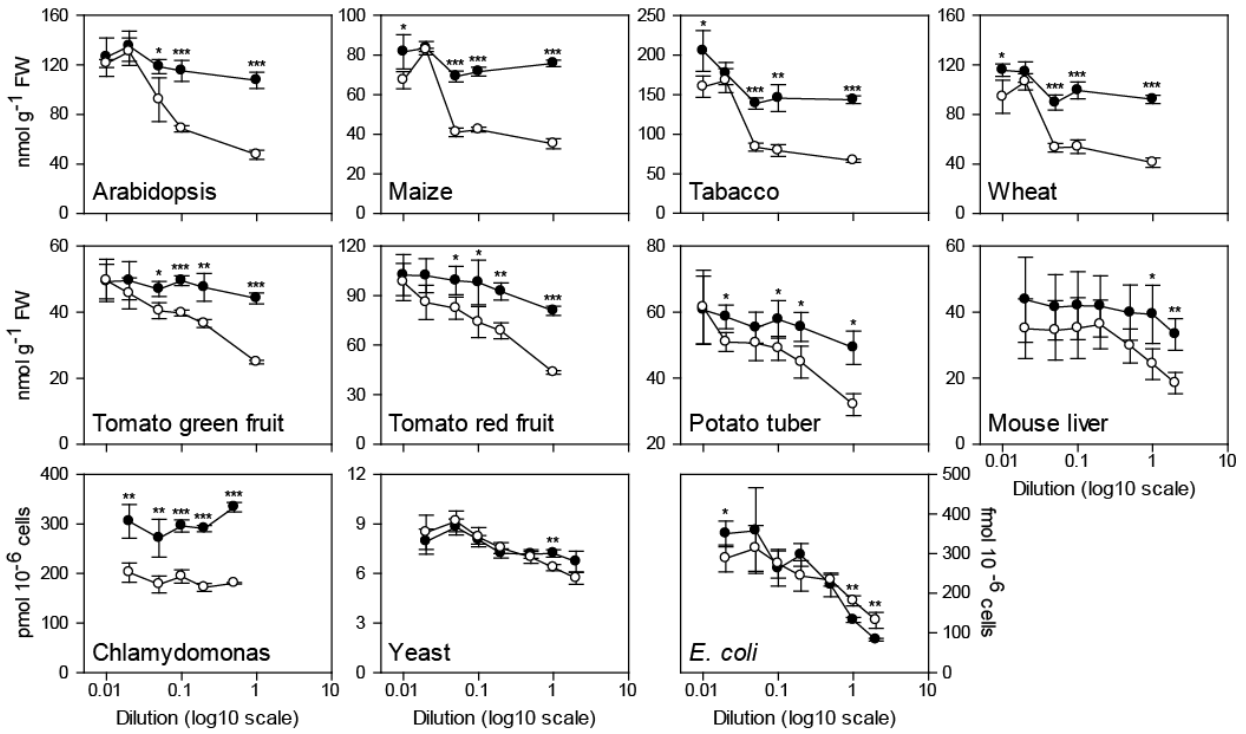 160
120
80
40
0
nmol g-1 FW
* *** ***
Arabidopsis
100
80
60
40
20
0
* *** *** ***
Maize
250
200
150
100
50
0
* *** ** ***
Tabacco
160
120
80
40
0
* *** *** ***
Wheat
0.01 0.1 1 10
60
40
20
0
nmol g-1 FW
* *** ** ***
Tomato green fruit
120
90
60
30
0
* * ** ***
Tomato red fruit
80
60
40
20
* * * *
Potato tuber
60
40
20
0
* **
Mouse liver
0.01 0.1 1 10
Dilution (log10 scale)
400
300
200
100
0
pmol 10-6 cells
** ** *** *** ***
Chlamydomonas
0.01 0.1 1 10
Dilution (log10 scale)
12
9
6
3
0
**
Yeast
0.01 0.1 1 10
Dilution (log10 scale)
* ** **
E. coli
500
400
300
200
100
0
fmol 10 -6 cells
0.01 0.1 1 10
Dilution (log10 scale)